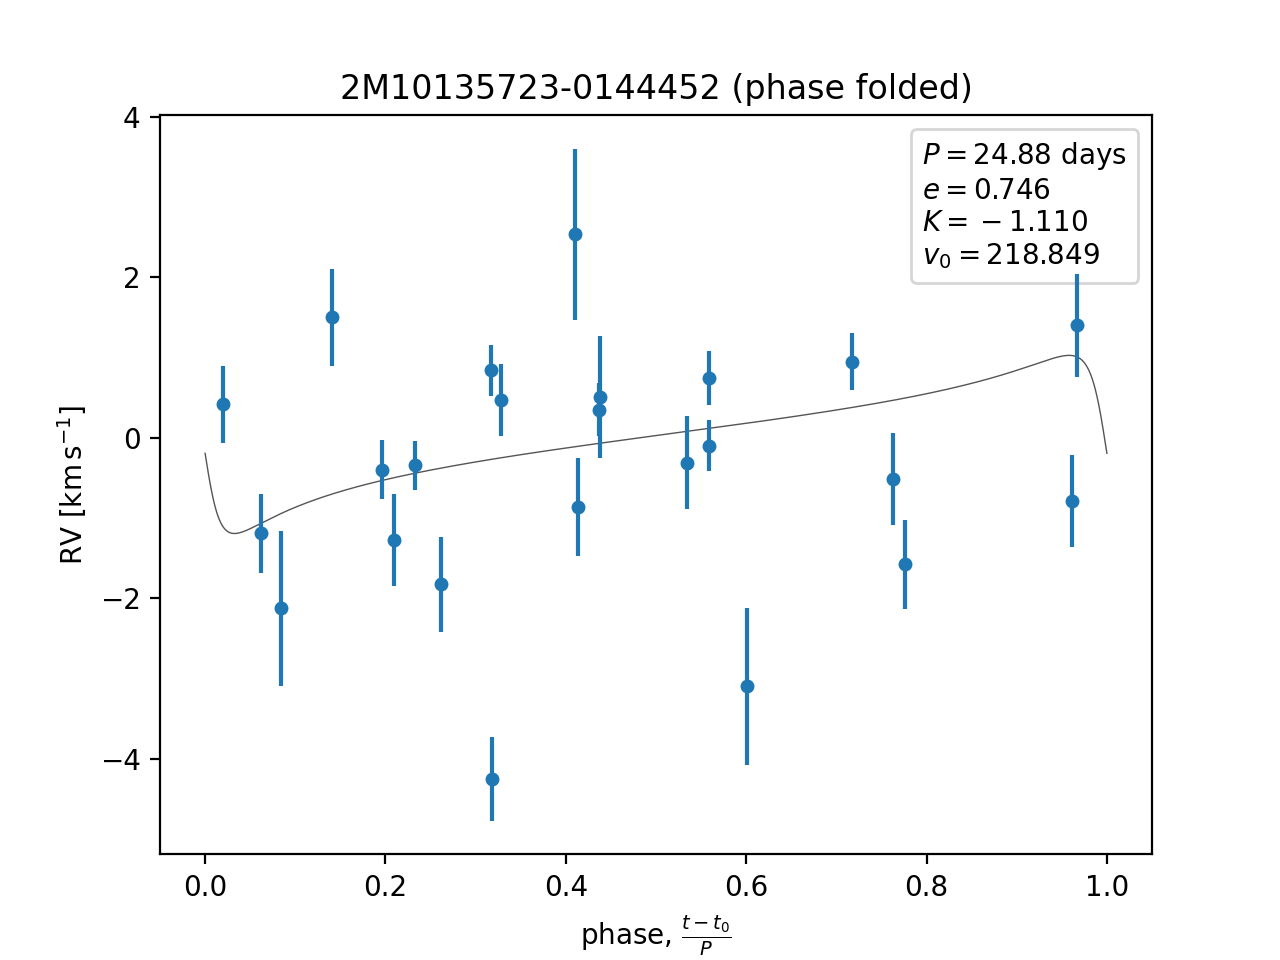 2M10135723-0144452 (phase folded)
P = 24.88 days
e = 0.746
K = −1.110
v₀ = 218.849
RV [km s⁻¹]
4
2
0
−2
−4
0.0 0.2 0.4 0.6 0.8 1.0
phase, (t − t₀)/P